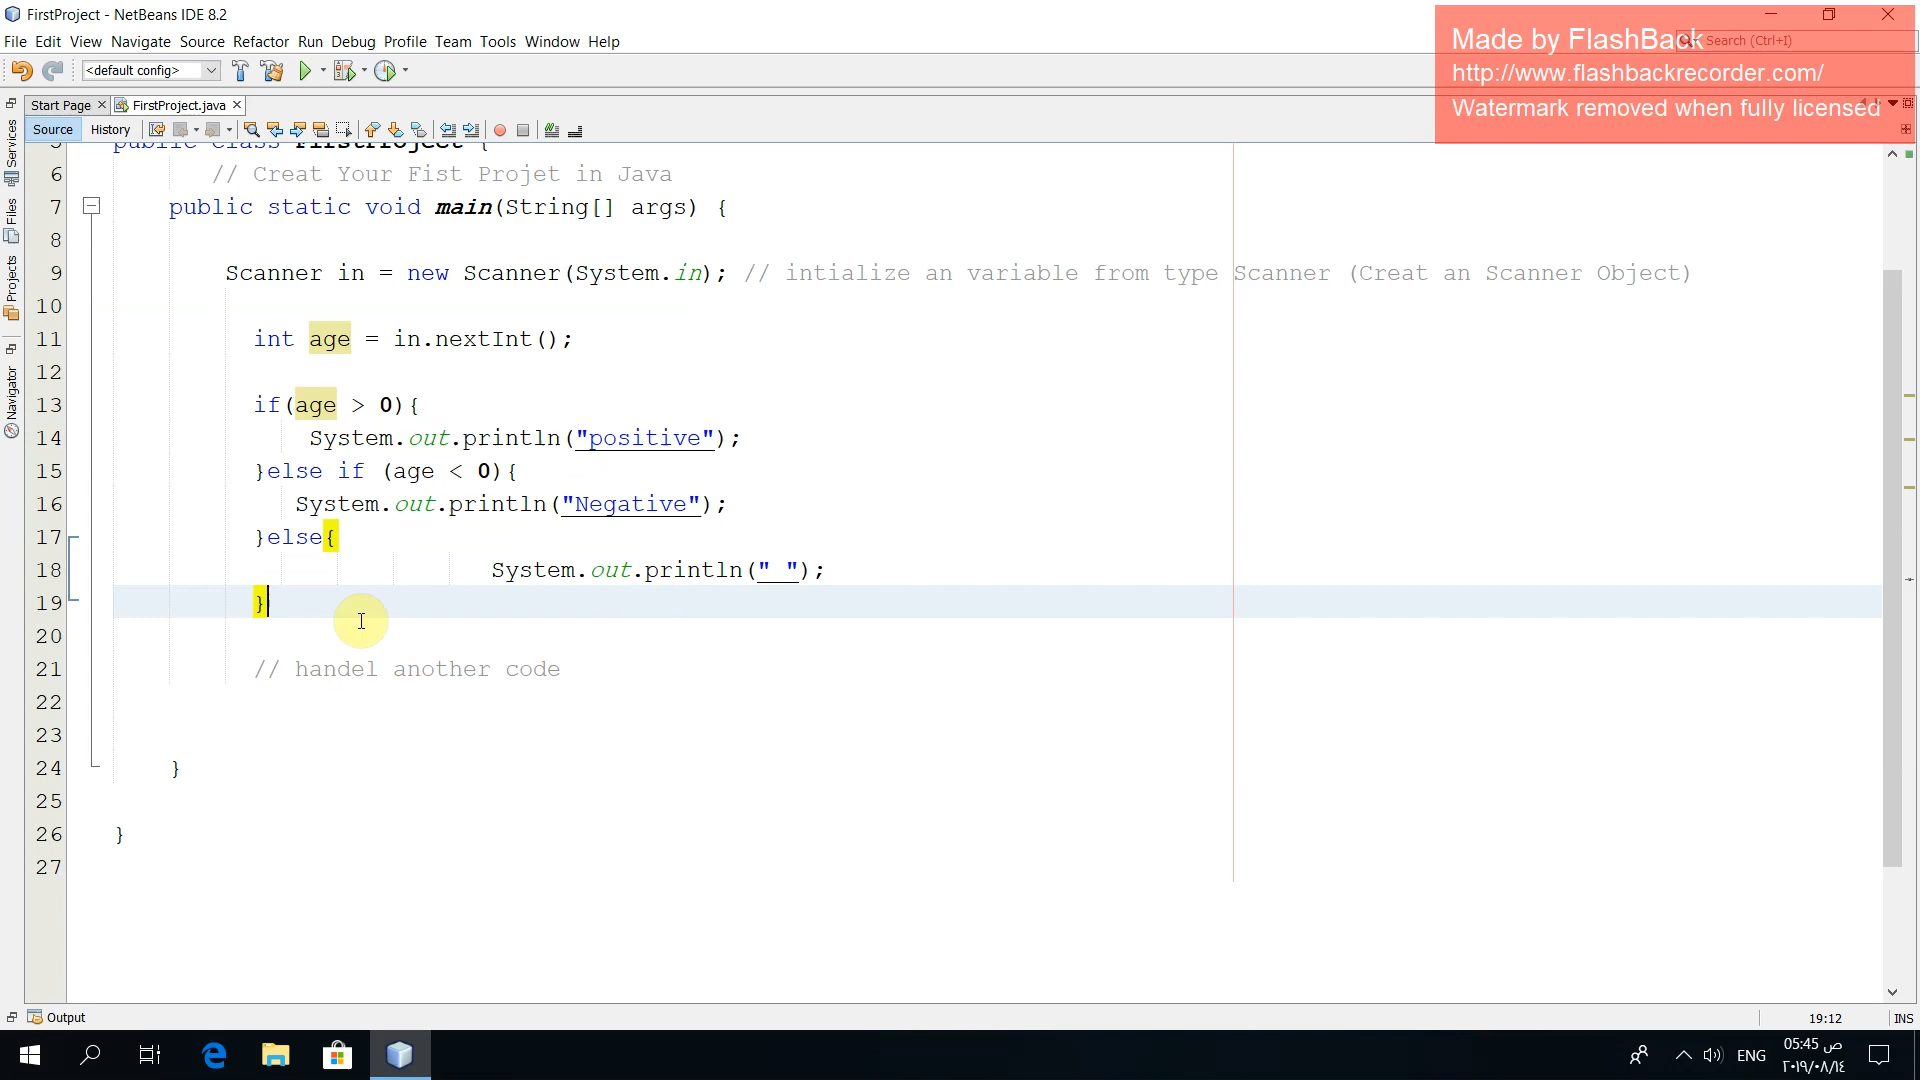 FirstProject - NetBeans IDE 8.2
File Edit View Navigate Source Refactor Run Debug Profile Team Tools Window Help
Search (Ctrl+I)
Made by FlashBack
http://www.flashbackrecorder.com/
Watermark removed when fully licensed
<default config>
Start Page
FirstProject.java
Source History
Services
Files
Projects
Navigator
5 public class FirstProject {
6 // Creat Your Fist Projet in Java
7 public static void main(String[] args) {
8
9 Scanner in = new Scanner(System.in); // intialize an variable from type Scanner (Creat an Scanner Object)
10
11 int age = in.nextInt();
12
13 if(age > 0){
14 System.out.println("positive");
15 }else if (age < 0){
16 System.out.println("Negative");
17 }else{
18 System.out.println(" ");
19 }
20
21 // handel another code
22
23
24 }
25
26 }
27
Output
19:12 INS
ENG
05:45 ص
٢٠١٩/٠٨/١٤